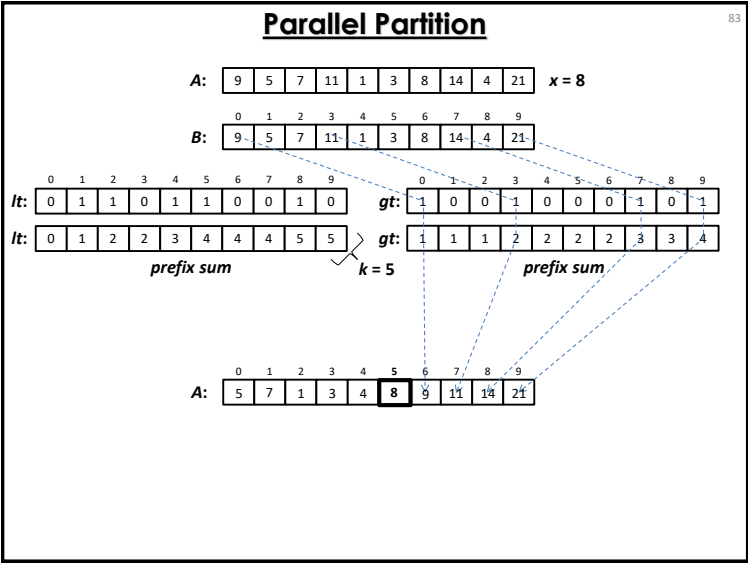 Parallel Partition
83
A: 9 5 7 11 1 3 8 14 4 21 x = 8
0 1 2 3 4 5 6 7 8 9
B: 9 5 7 11 1 3 8 14 4 21
0 1 2 3 4 5 6 7 8 9
lt: 0 1 1 0 1 1 0 0 1 0
0 1 2 3 4 5 6 7 8 9
gt: 1 0 0 1 0 0 0 1 0 1
lt: 0 1 2 2 3 4 4 4 5 5
gt: 1 1 1 2 2 2 2 3 3 4
prefix sum
k = 5
prefix sum
0 1 2 3 4 5 6 7 8 9
A: 5 7 1 3 4 8 9 11 14 21